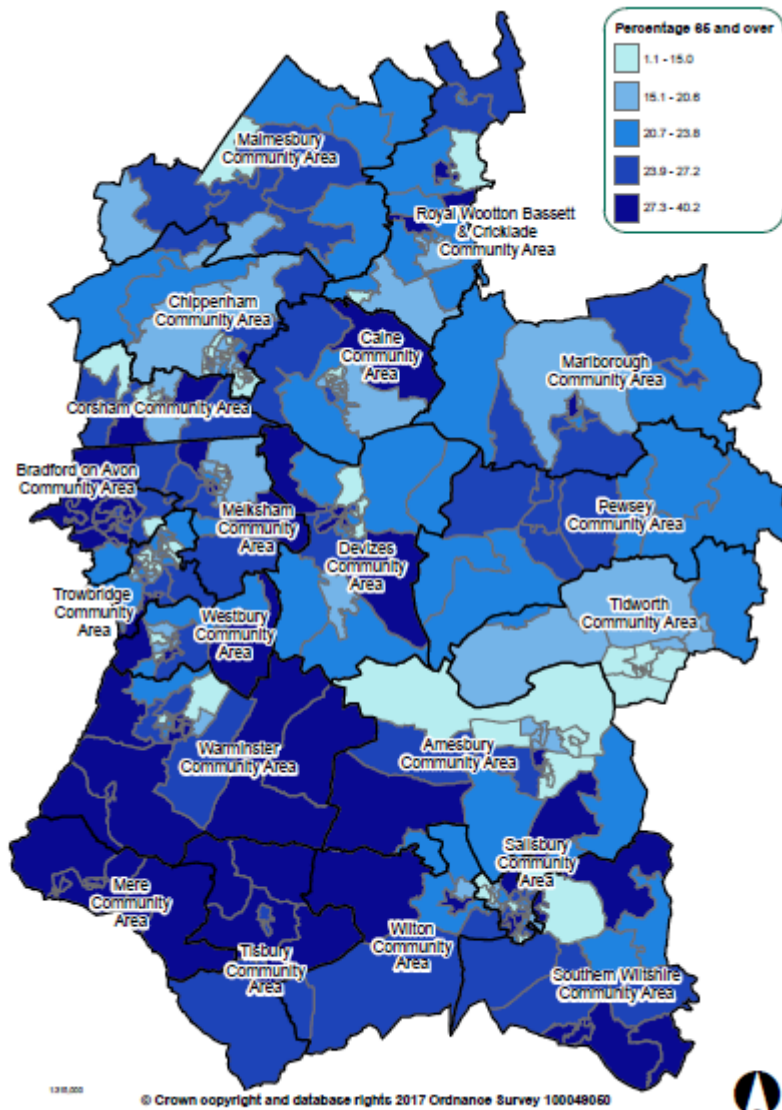 Percentage 65 and over
1.1 - 15.0
15.1 - 20.6
20.7 - 23.8
23.9 - 27.2
27.3 - 40.2
Malmesbury
Community Area
Royal Wootton Bassett
& Cricklade
Community Area
Chippenham
Community Area
Calne
Community
Area
Marlborough
Community Area
Corsham Community Area
Bradford on Avon
Community Area
Melksham
Community
Area
Pewsey
Community Area
Devizes
Community
Area
Trowbridge
Community
Area
Westbury
Community
Area
Tidworth
Community Area
Warminster
Community Area
Amesbury
Community Area
Salisbury
Community
Area
Mere
Community
Area
Tisbury
Community
Area
Wilton
Community
Area
Southern Wiltshire
Community Area
© Crown copyright and database rights 2017 Ordnance Survey 100049050